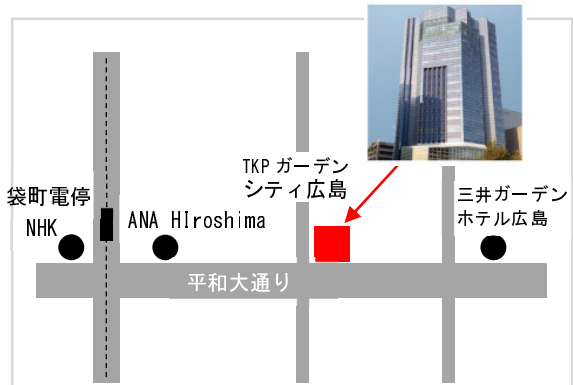 TKP ガーデン
シティ広島
袋町電停
NHK
ANA HIroshima
三井ガーデン
ホテル広島
平和大通り